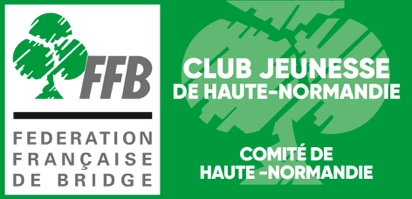 FFB
FEDERATION
FRANÇAISE
DE BRIDGE
CLUB JEUNESSE
DE HAUTE-NORMANDIE
COMITÉ DE
HAUTE -NORMANDIE